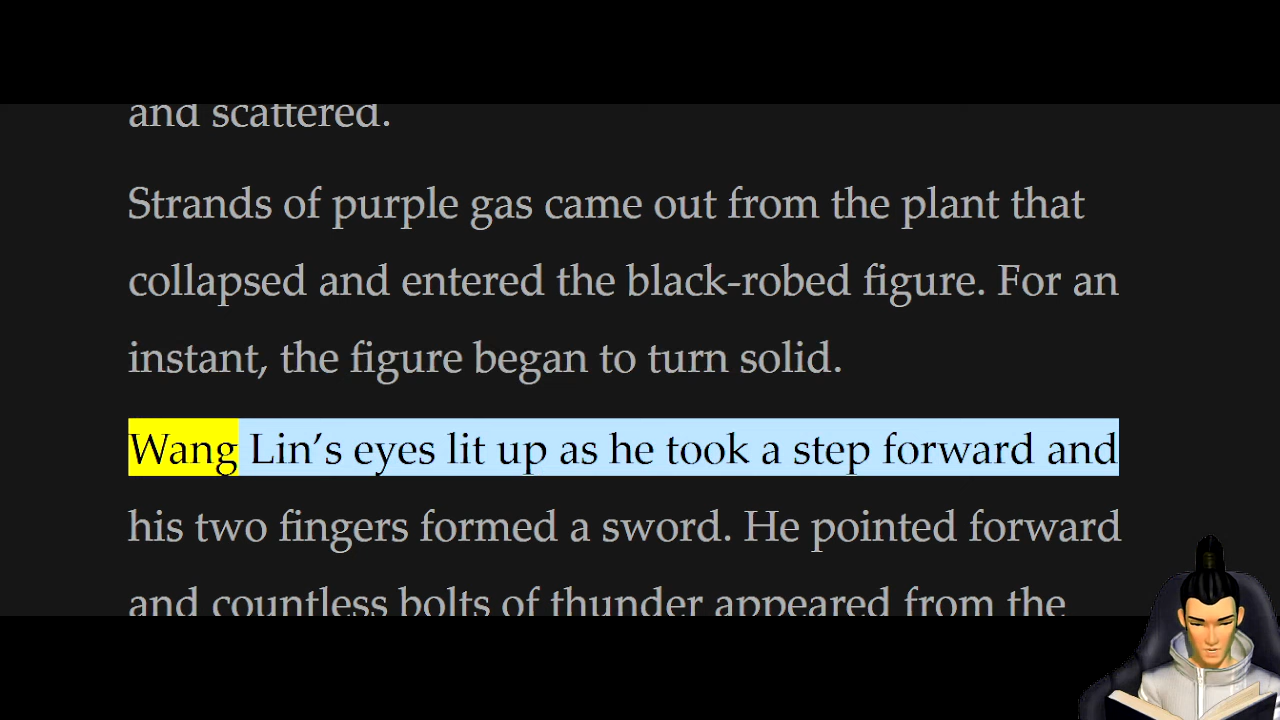 and scattered.
Strands of purple gas came out from the plant that
collapsed and entered the black-robed figure. For an
instant, the figure began to turn solid.
Wang Lin’s eyes lit up as he took a step forward and
his two fingers formed a sword. He pointed forward
and countless bolts of thunder appeared from the